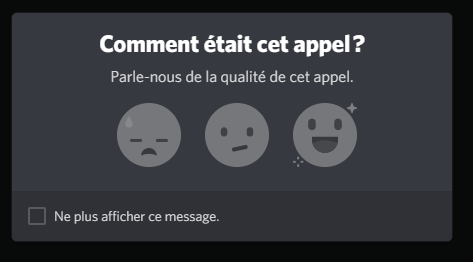 Comment était cet appel ?
Parle-nous de la qualité de cet appel.
Ne plus afficher ce message.